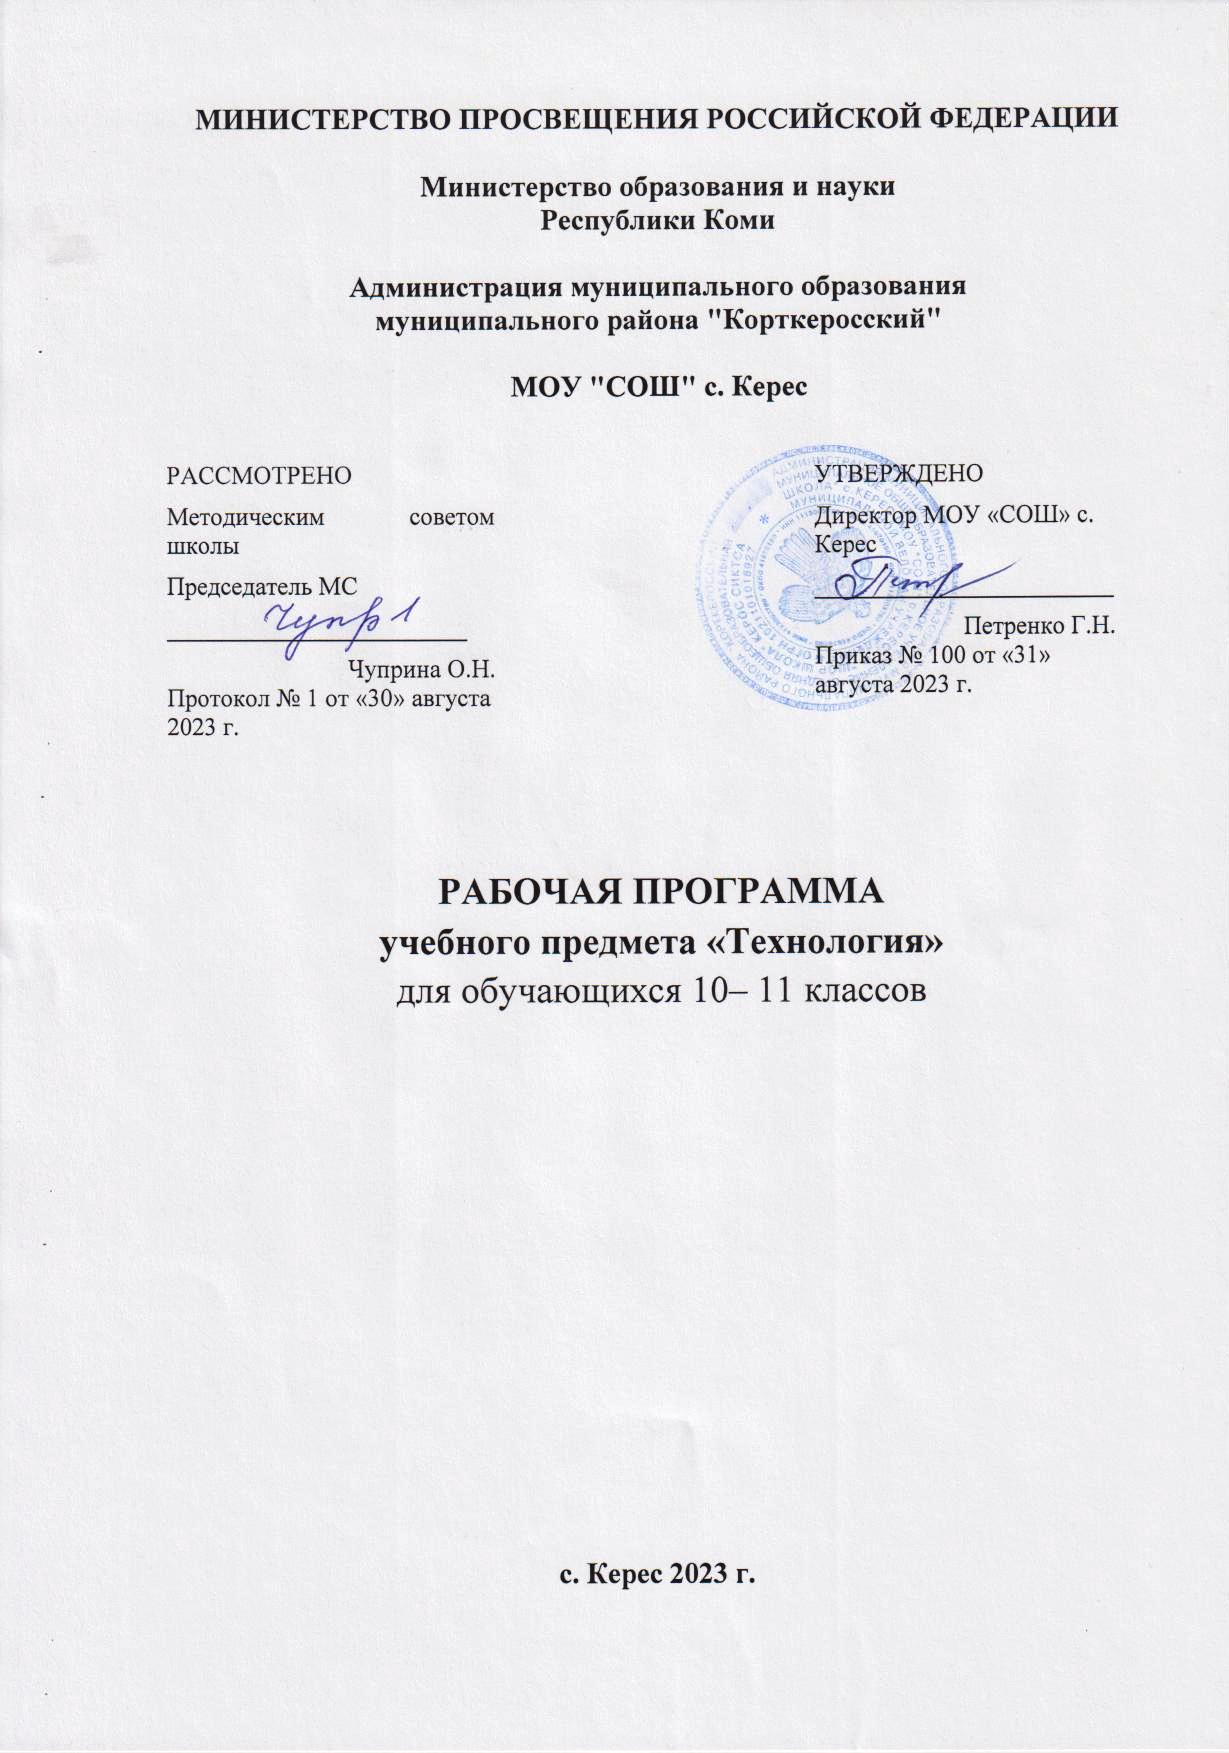 МИНИСТЕРСТВО ПРОСВЕЩЕНИЯ РОССИЙСКОЙ ФЕДЕРАЦИИ
Министерство образования и науки
Республики Коми
Администрация муниципального образования
муниципального района "Корткеросский"
МОУ "СОШ" с. Керес
РАССМОТРЕНО
Методическим советом
школы
Председатель МС
Чупр
Чуприна О.Н.
Протокол № 1 от «30» августа
2023 г.
УТВЕРЖДЕНО
Директор МОУ «СОШ» с.
Керес
Петр
Петренко Г.Н.
Приказ № 100 от «31»
августа 2023 г.
РАБОЧАЯ ПРОГРАММА
учебного предмета «Технология»
для обучающихся 10– 11 классов
с. Керес 2023 г.